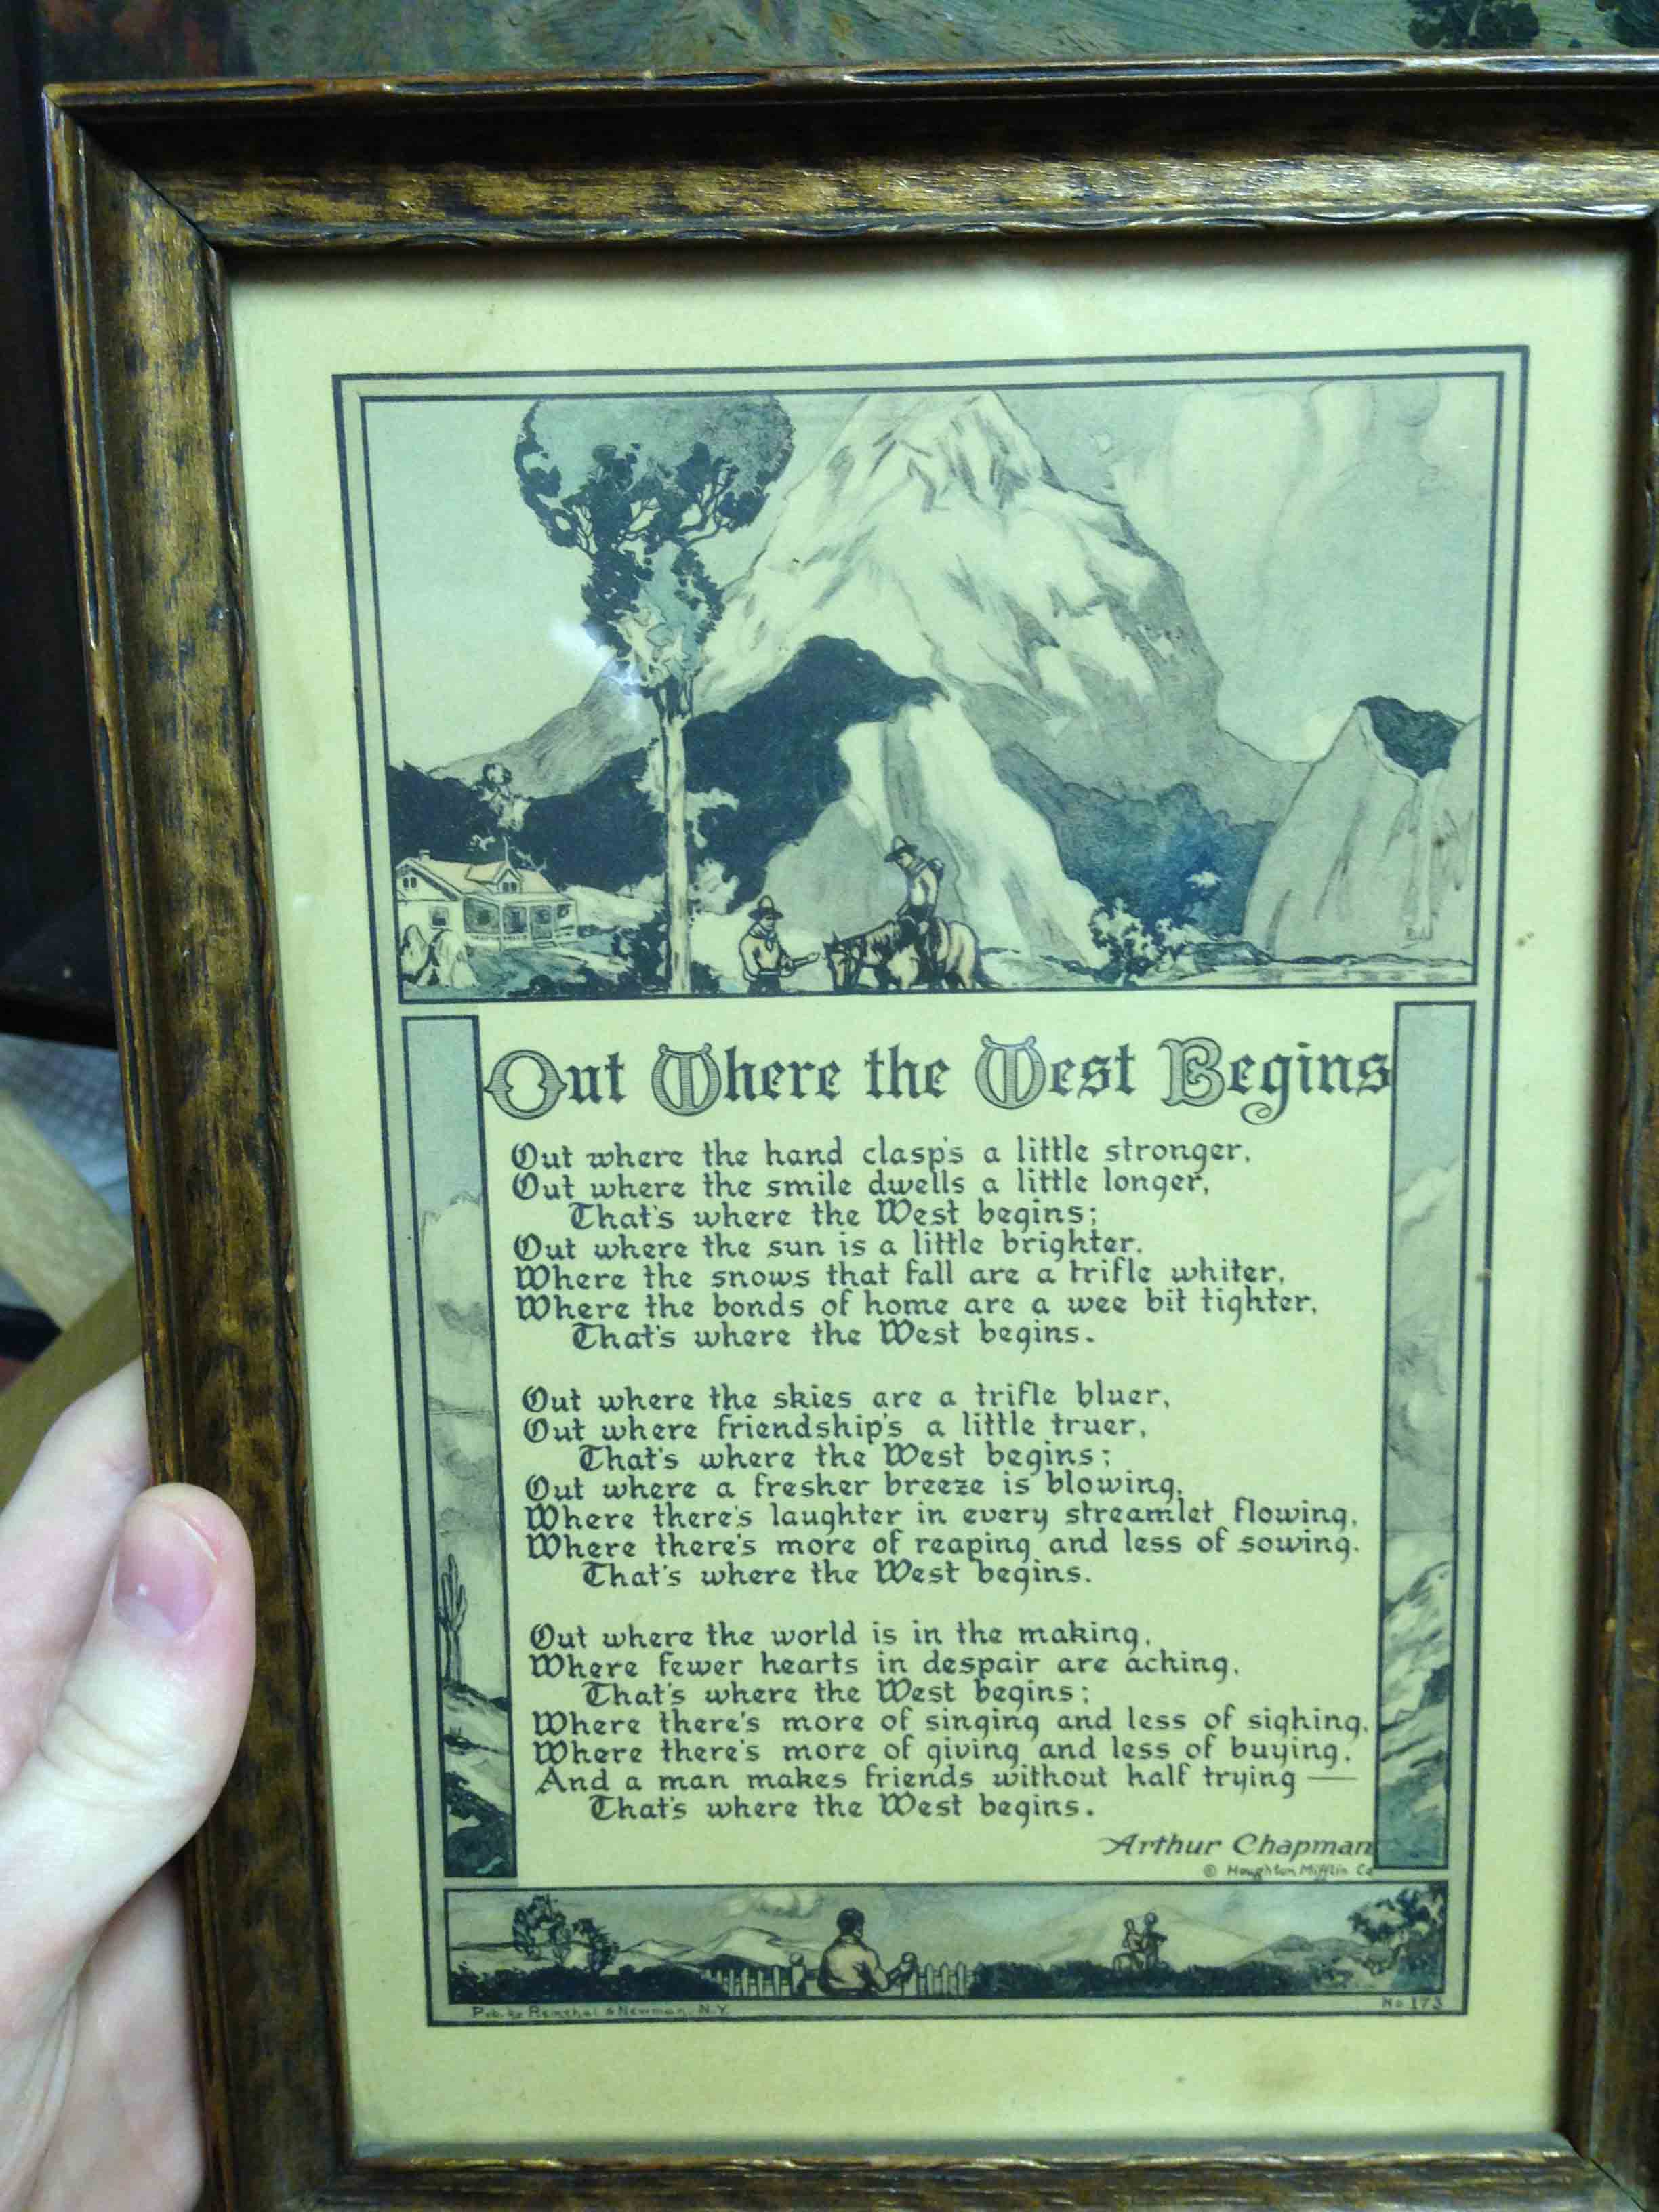 Out Where the West Begins
Out where the hand clasp's a little stronger,
Out where the smile dwells a little longer,
That's where the West begins;
Out where the sun is a little brighter,
Where the snows that fall are a trifle whiter,
Where the bonds of home are a wee bit tighter,
That's where the West begins.
Out where the skies are a trifle bluer,
Out where friendship's a little truer,
That's where the West begins;
Out where a fresher breeze is blowing,
Where there's laughter in every streamlet flowing,
Where there's more of reaping and less of sowing,
That's where the West begins.
Out where the world is in the making,
Where fewer hearts in despair are aching,
That's where the West begins;
Where there's more of singing and less of sighing,
Where there's more of giving and less of buying,
And a man makes friends without half trying —
That's where the West begins.
Arthur Chapman
© Houghton Mifflin Co
Pub. by Reinthal & Newman, N.Y.
No 173